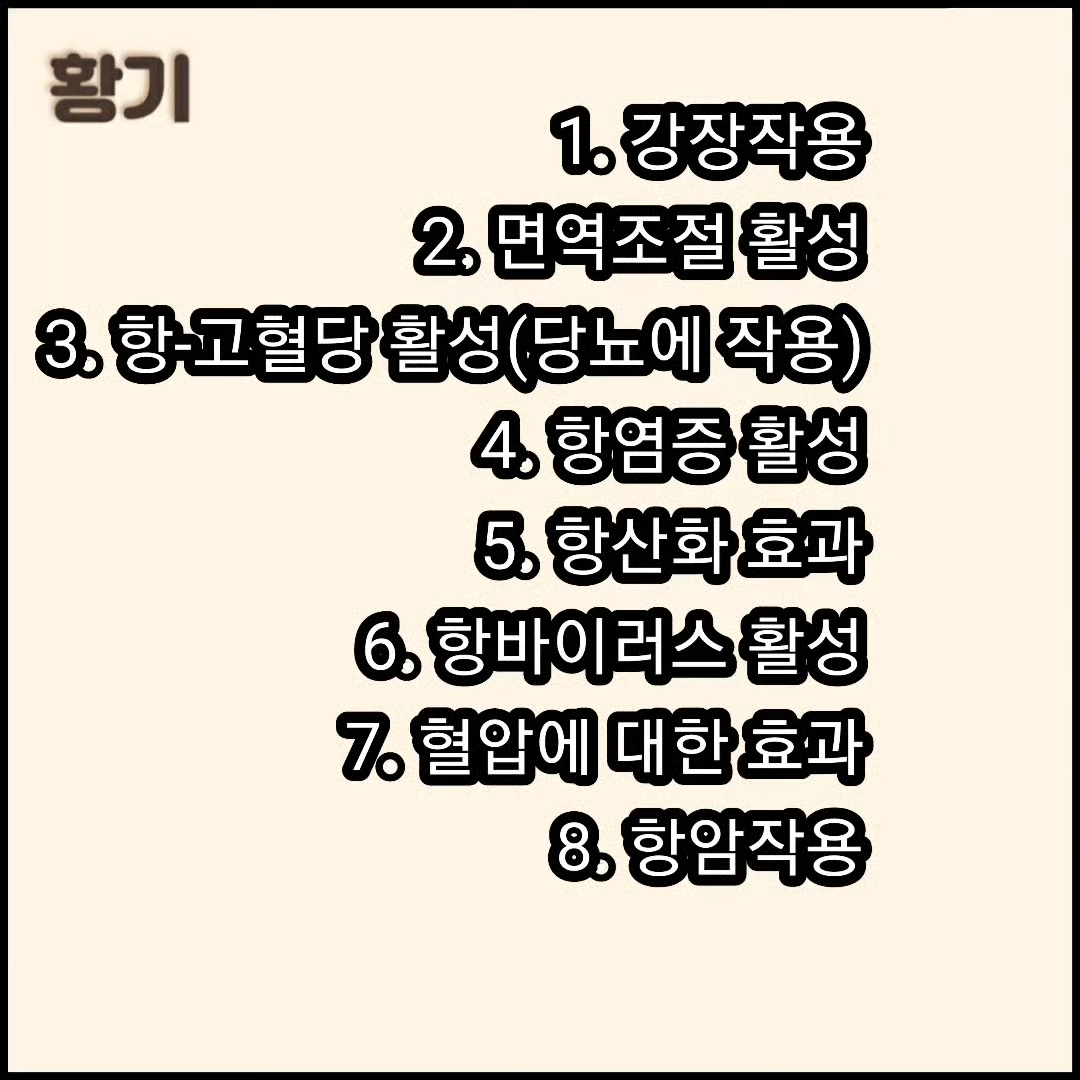 황기
1. 강장작용
2. 면역조절 활성
3. 항-고혈당 활성(당뇨에 작용)
4. 항염증 활성
5. 항산화 효과
6. 항바이러스 활성
7. 혈압에 대한 효과
8. 항암작용